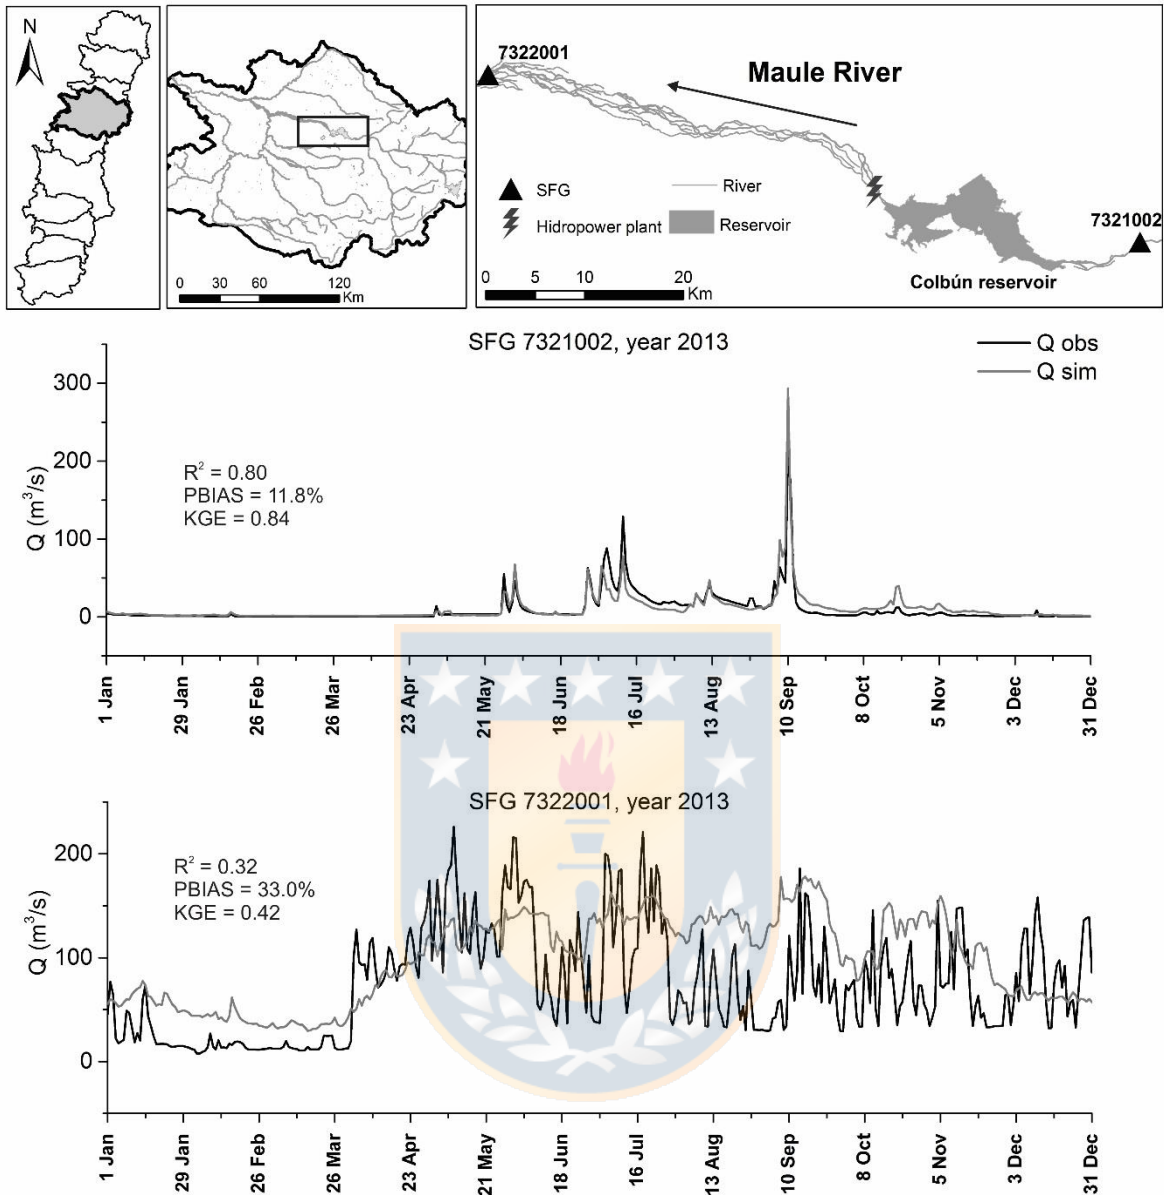 N
0 30 60 120
Km
7322001
Maule River
SFG
River
Hidropower plant
Reservoir
7321002
0 5 10 20
Km
Colbún reservoir
SFG 7321002, year 2013
Q obs
Q sim
R² = 0.80
PBIAS = 11.8%
KGE = 0.84
Q (m³/s)
300
200
100
0
1 Jan
29 Jan
26 Feb
26 Mar
23 Apr
21 May
18 Jun
16 Jul
13 Aug
10 Sep
8 Oct
5 Nov
3 Dec
31 Dec
SFG 7322001, year 2013
R² = 0.32
PBIAS = 33.0%
KGE = 0.42
Q (m³/s)
200
100
0
1 Jan
29 Jan
26 Feb
26 Mar
23 Apr
21 May
18 Jun
16 Jul
13 Aug
10 Sep
8 Oct
5 Nov
3 Dec
31 Dec